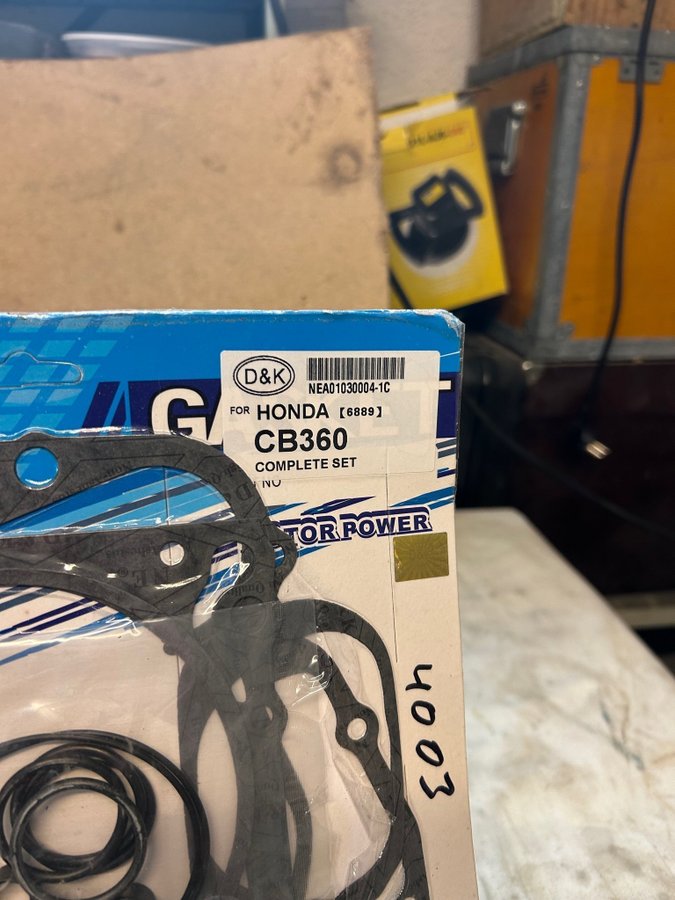 D&K
NEA01030004-1C
FOR HONDA 【6889】
CB360
COMPLETE SET
NO
TOR POWER
4003